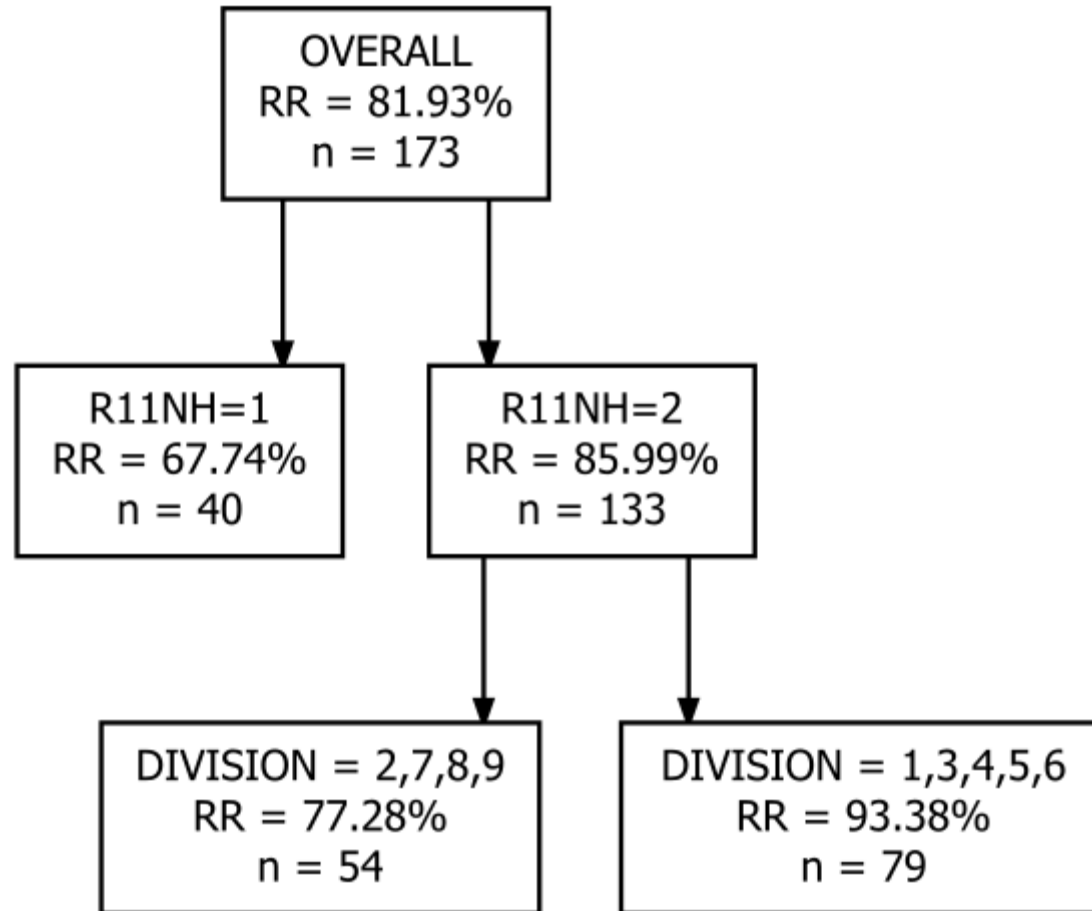 OVERALL
RR = 81.93%
n = 173
R11NH=1
RR = 67.74%
n = 40
R11NH=2
RR = 85.99%
n = 133
DIVISION = 2,7,8,9
RR = 77.28%
n = 54
DIVISION = 1,3,4,5,6
RR = 93.38%
n = 79